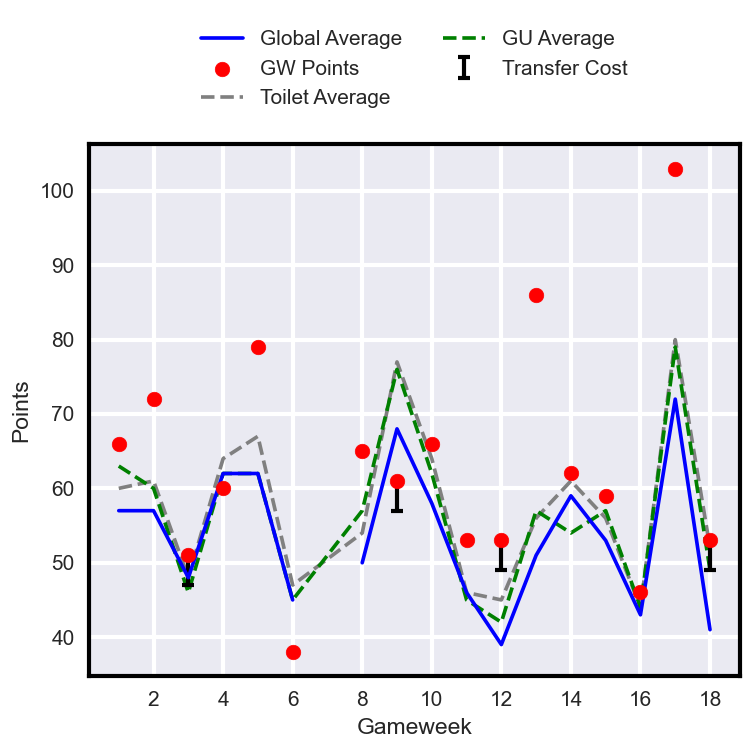 Global Average
GW Points
Toilet Average
GU Average
Transfer Cost
Points
100
90
80
70
60
50
40
2 4 6 8 10 12 14 16 18
Gameweek